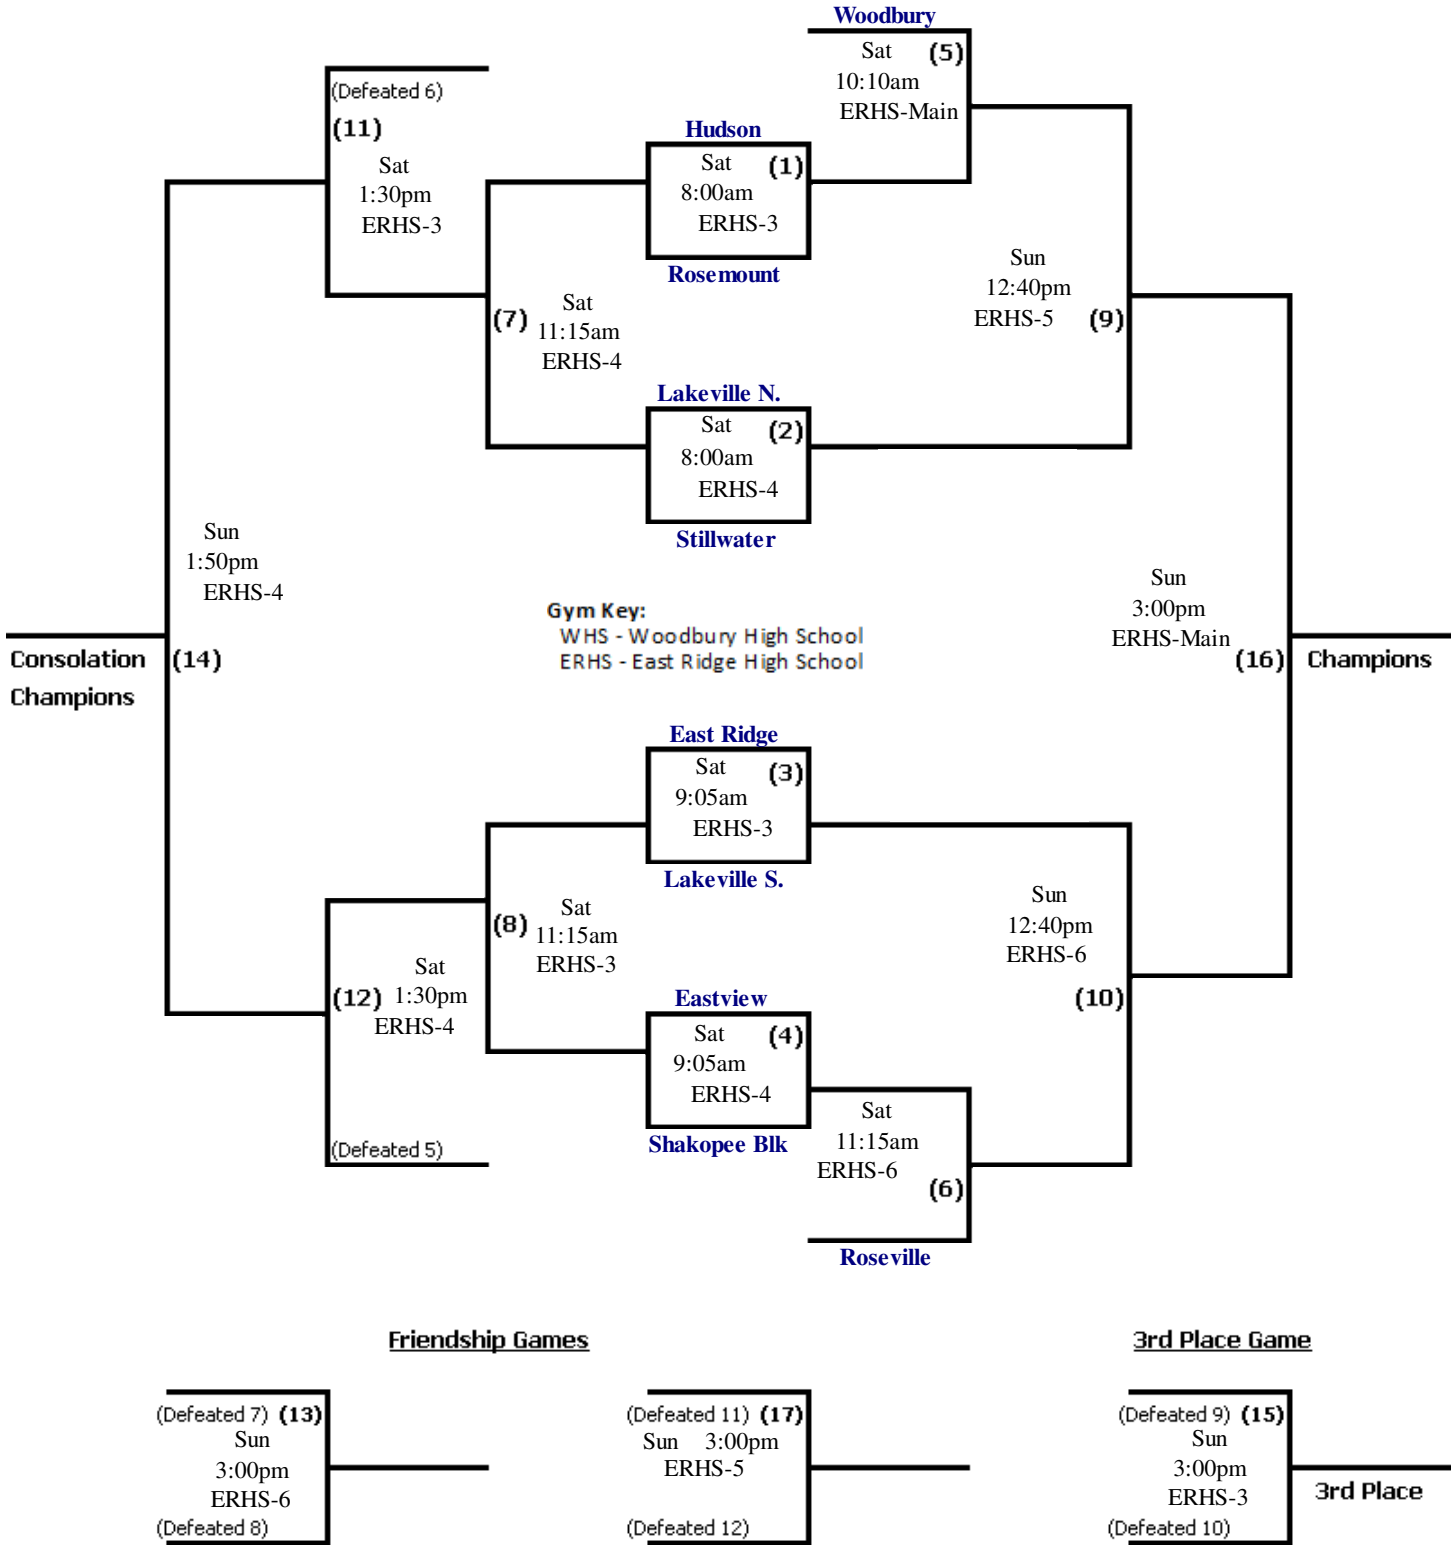 Woodbury
Sat (5)
10:10am
ERHS-Main
(Defeated 6)
(11)
Sat
1:30pm
ERHS-3
Hudson
Sat (1)
8:00am
ERHS-3
Rosemount
Sun
12:40pm
ERHS-5 (9)
Sat
(7) 11:15am
ERHS-4
Lakeville N.
Sat (2)
8:00am
ERHS-4
Stillwater
Sun
1:50pm
ERHS-4
Consolation (14)
Champions
Gym Key:
WHS - Woodbury High School
ERHS - East Ridge High School
Sun
3:00pm
ERHS-Main
(16) Champions
East Ridge
Sat (3)
9:05am
ERHS-3
Lakeville S.
Sat
(8) 11:15am
ERHS-3
Sun
12:40pm
ERHS-6
(10)
Sat
(12) 1:30pm
ERHS-4
(Defeated 5)
Eastview
Sat (4)
9:05am
ERHS-4
Shakopee Blk
Sat
11:15am
ERHS-6
(6)
Roseville
Friendship Games
(Defeated 7) (13)
Sun
3:00pm
ERHS-6
(Defeated 8)
(Defeated 11) (17)
Sun 3:00pm
ERHS-5
(Defeated 12)
3rd Place Game
(Defeated 9) (15)
Sun
3:00pm
ERHS-3
(Defeated 10)
3rd Place